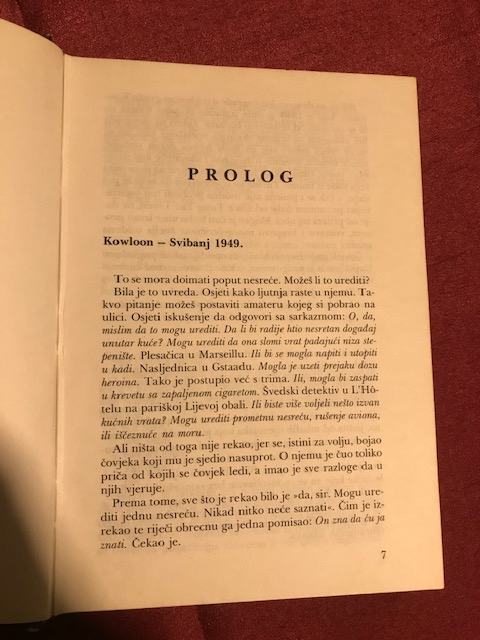 PROLOG
Kowloon – Svibanj 1949.
To se mora doimati poput nesreće. Možeš li to urediti?
Bila je to uvreda. Osjeti kako ljutnja raste u njemu. Ta-
kvo pitanje možeš postaviti amateru kojeg si pobrao na
ulici. Osjeti iskušenje da odgovori sa sarkazmom: O, da,
mislim da to mogu urediti. Da li bi radije htio nesretan događaj
unutar kuće? Mogu urediti da ona slomi vrat padajući niza ste-
penište. Plesačica u Marseillu. Ili bi se mogla napiti i utopiti
u kadi. Nasljednica u Gstaadu. Mogla je uzeti prejaku dozu
heroina. Tako je postupio već s trima. Ili, mogla bi zaspati
u krevetu sa zapaljenom cigaretom. Švedski detektiv u L'Hô-
telu na pariškoj Lijevoj obali. Ili biste više voljeli nešto izvan
kućnih vrata? Mogu urediti prometnu nesreću, rušenje aviona,
ili iščeznuće na moru.
Ali ništa od toga nije rekao, jer se, istini za volju, bojao
čovjeka koji mu je sjedio nasuprot. O njemu je čuo toliko
priča od kojih se čovjek ledi, a imao je sve razloge da u
njih vjeruje.
Prema tome, sve što je rekao bilo je »da, sir. Mogu ure-
diti jednu nesreću. Nikad nitko neće saznati«. Čim je iz-
rekao te riječi obrecnu ga jedna pomisao: On zna da ću ja
znati. Čekao je.
7